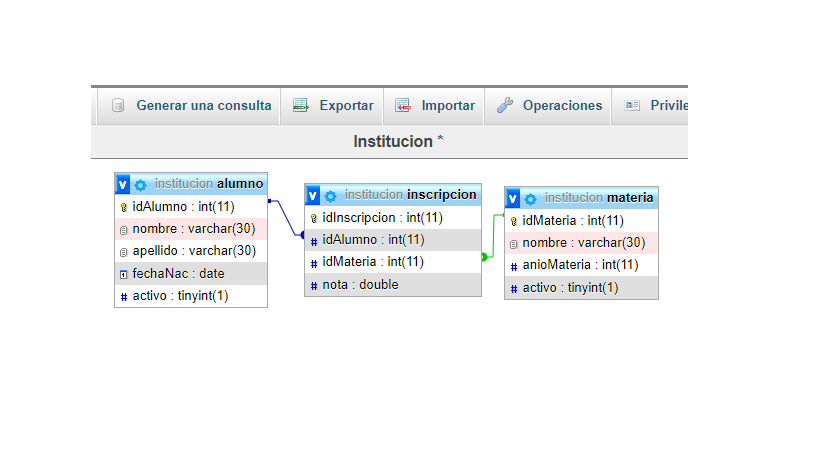 Generar una consulta Exportar Importar Operaciones Privile
Institucion *
v institucion alumno
idAlumno : int(11)
nombre : varchar(30)
apellido : varchar(30)
fechaNac : date
# activo : tinyint(1)
v institucion inscripcion
idInscripcion : int(11)
# idAlumno : int(11)
# idMateria : int(11)
# nota : double
v institucion materia
idMateria : int(11)
nombre : varchar(30)
# anioMateria : int(11)
# activo : tinyint(1)